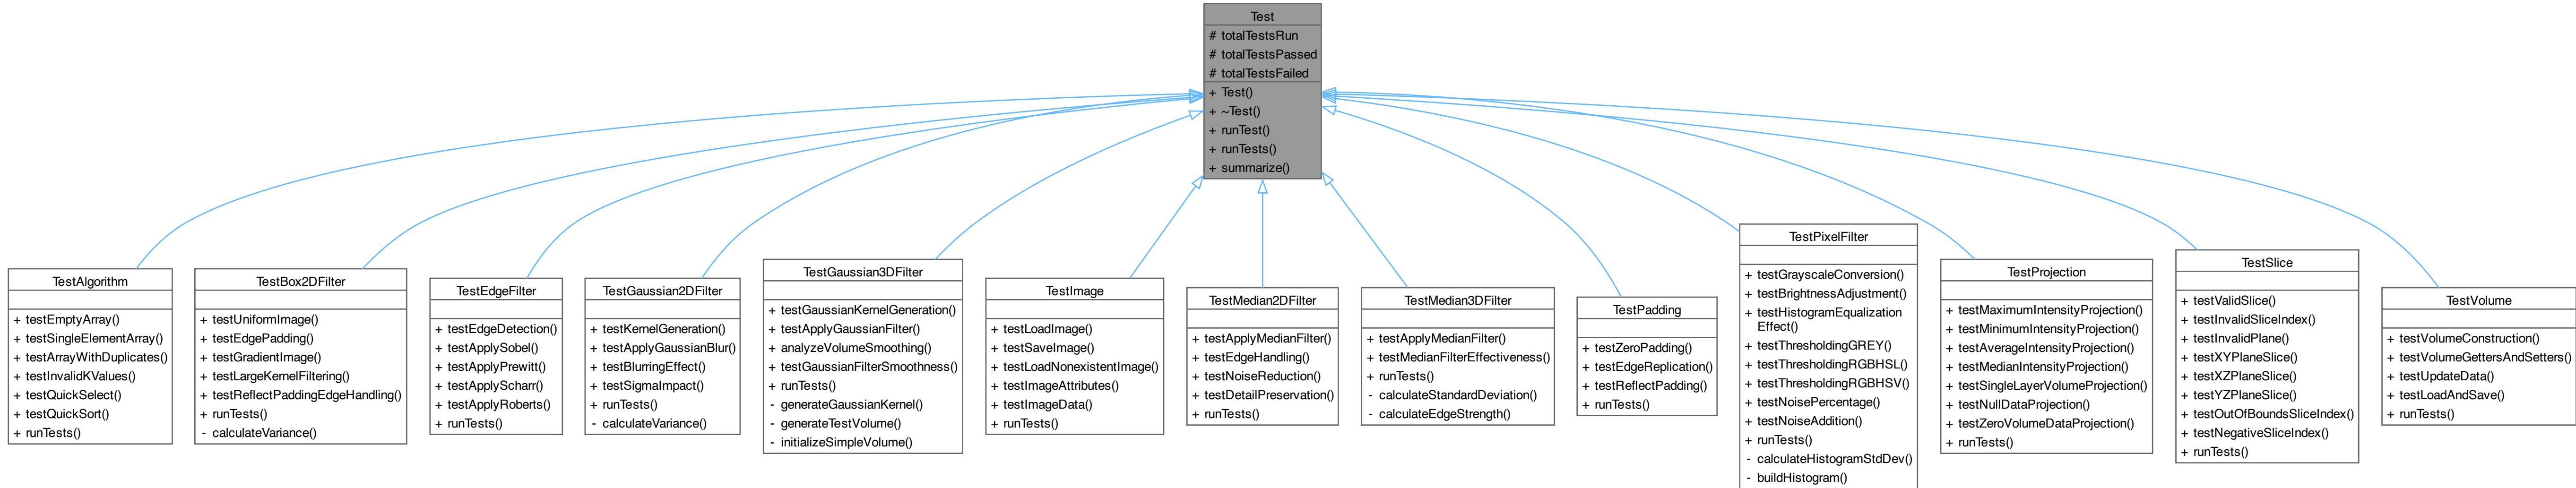 Test
# totalTestsRun
# totalTestsPassed
# totalTestsFailed
+ Test()
+ ~Test()
+ runTest()
+ runTests()
+ summarize()
TestAlgorithm
+ testEmptyArray()
+ testSingleElementArray()
+ testArrayWithDuplicates()
+ testInvalidKValues()
+ testQuickSelect()
+ testQuickSort()
+ runTests()
TestBox2DFilter
+ testUniformImage()
+ testEdgePadding()
+ testGradientImage()
+ testLargeKernelFiltering()
+ testReflectPaddingEdgeHandling()
+ runTests()
- calculateVariance()
TestEdgeFilter
+ testEdgeDetection()
+ testApplySobel()
+ testApplyPrewitt()
+ testApplyScharr()
+ testApplyRoberts()
+ runTests()
TestGaussian2DFilter
+ testKernelGeneration()
+ testApplyGaussianBlur()
+ testBlurringEffect()
+ testSigmaImpact()
+ runTests()
- calculateVariance()
TestGaussian3DFilter
+ testGaussianKernelGeneration()
+ testApplyGaussianFilter()
+ analyzeVolumeSmoothing()
+ testGaussianFilterSmoothness()
+ runTests()
- generateGaussianKernel()
- generateTestVolume()
- initializeSimpleVolume()
TestImage
+ testLoadImage()
+ testSaveImage()
+ testLoadNonexistentImage()
+ testImageAttributes()
+ testImageData()
+ runTests()
TestMedian2DFilter
+ testApplyMedianFilter()
+ testEdgeHandling()
+ testNoiseReduction()
+ testDetailPreservation()
+ runTests()
TestMedian3DFilter
+ testApplyMedianFilter()
+ testMedianFilterEffectiveness()
+ runTests()
- calculateStandardDeviation()
- calculateEdgeStrength()
TestPadding
+ testZeroPadding()
+ testEdgeReplication()
+ testReflectPadding()
+ runTests()
TestPixelFilter
+ testGrayscaleConversion()
+ testBrightnessAdjustment()
+ testHistogramEqualization
Effect()
+ testThresholdingGREY()
+ testThresholdingRGBHSL()
+ testThresholdingRGBHSV()
+ testNoisePercentage()
+ testNoiseAddition()
+ runTests()
- calculateHistogramStdDev()
- buildHistogram()
TestProjection
+ testMaximumIntensityProjection()
+ testMinimumIntensityProjection()
+ testAverageIntensityProjection()
+ testMedianIntensityProjection()
+ testSingleLayerVolumeProjection()
+ testNullDataProjection()
+ testZeroVolumeDataProjection()
+ runTests()
TestSlice
+ testValidSlice()
+ testInvalidSliceIndex()
+ testInvalidPlane()
+ testXYPlaneSlice()
+ testXZPlaneSlice()
+ testYZPlaneSlice()
+ testOutOfBoundsSliceIndex()
+ testNegativeSliceIndex()
+ runTests()
TestVolume
+ testVolumeConstruction()
+ testVolumeGettersAndSetters()
+ testUpdateData()
+ testLoadAndSave()
+ runTests()